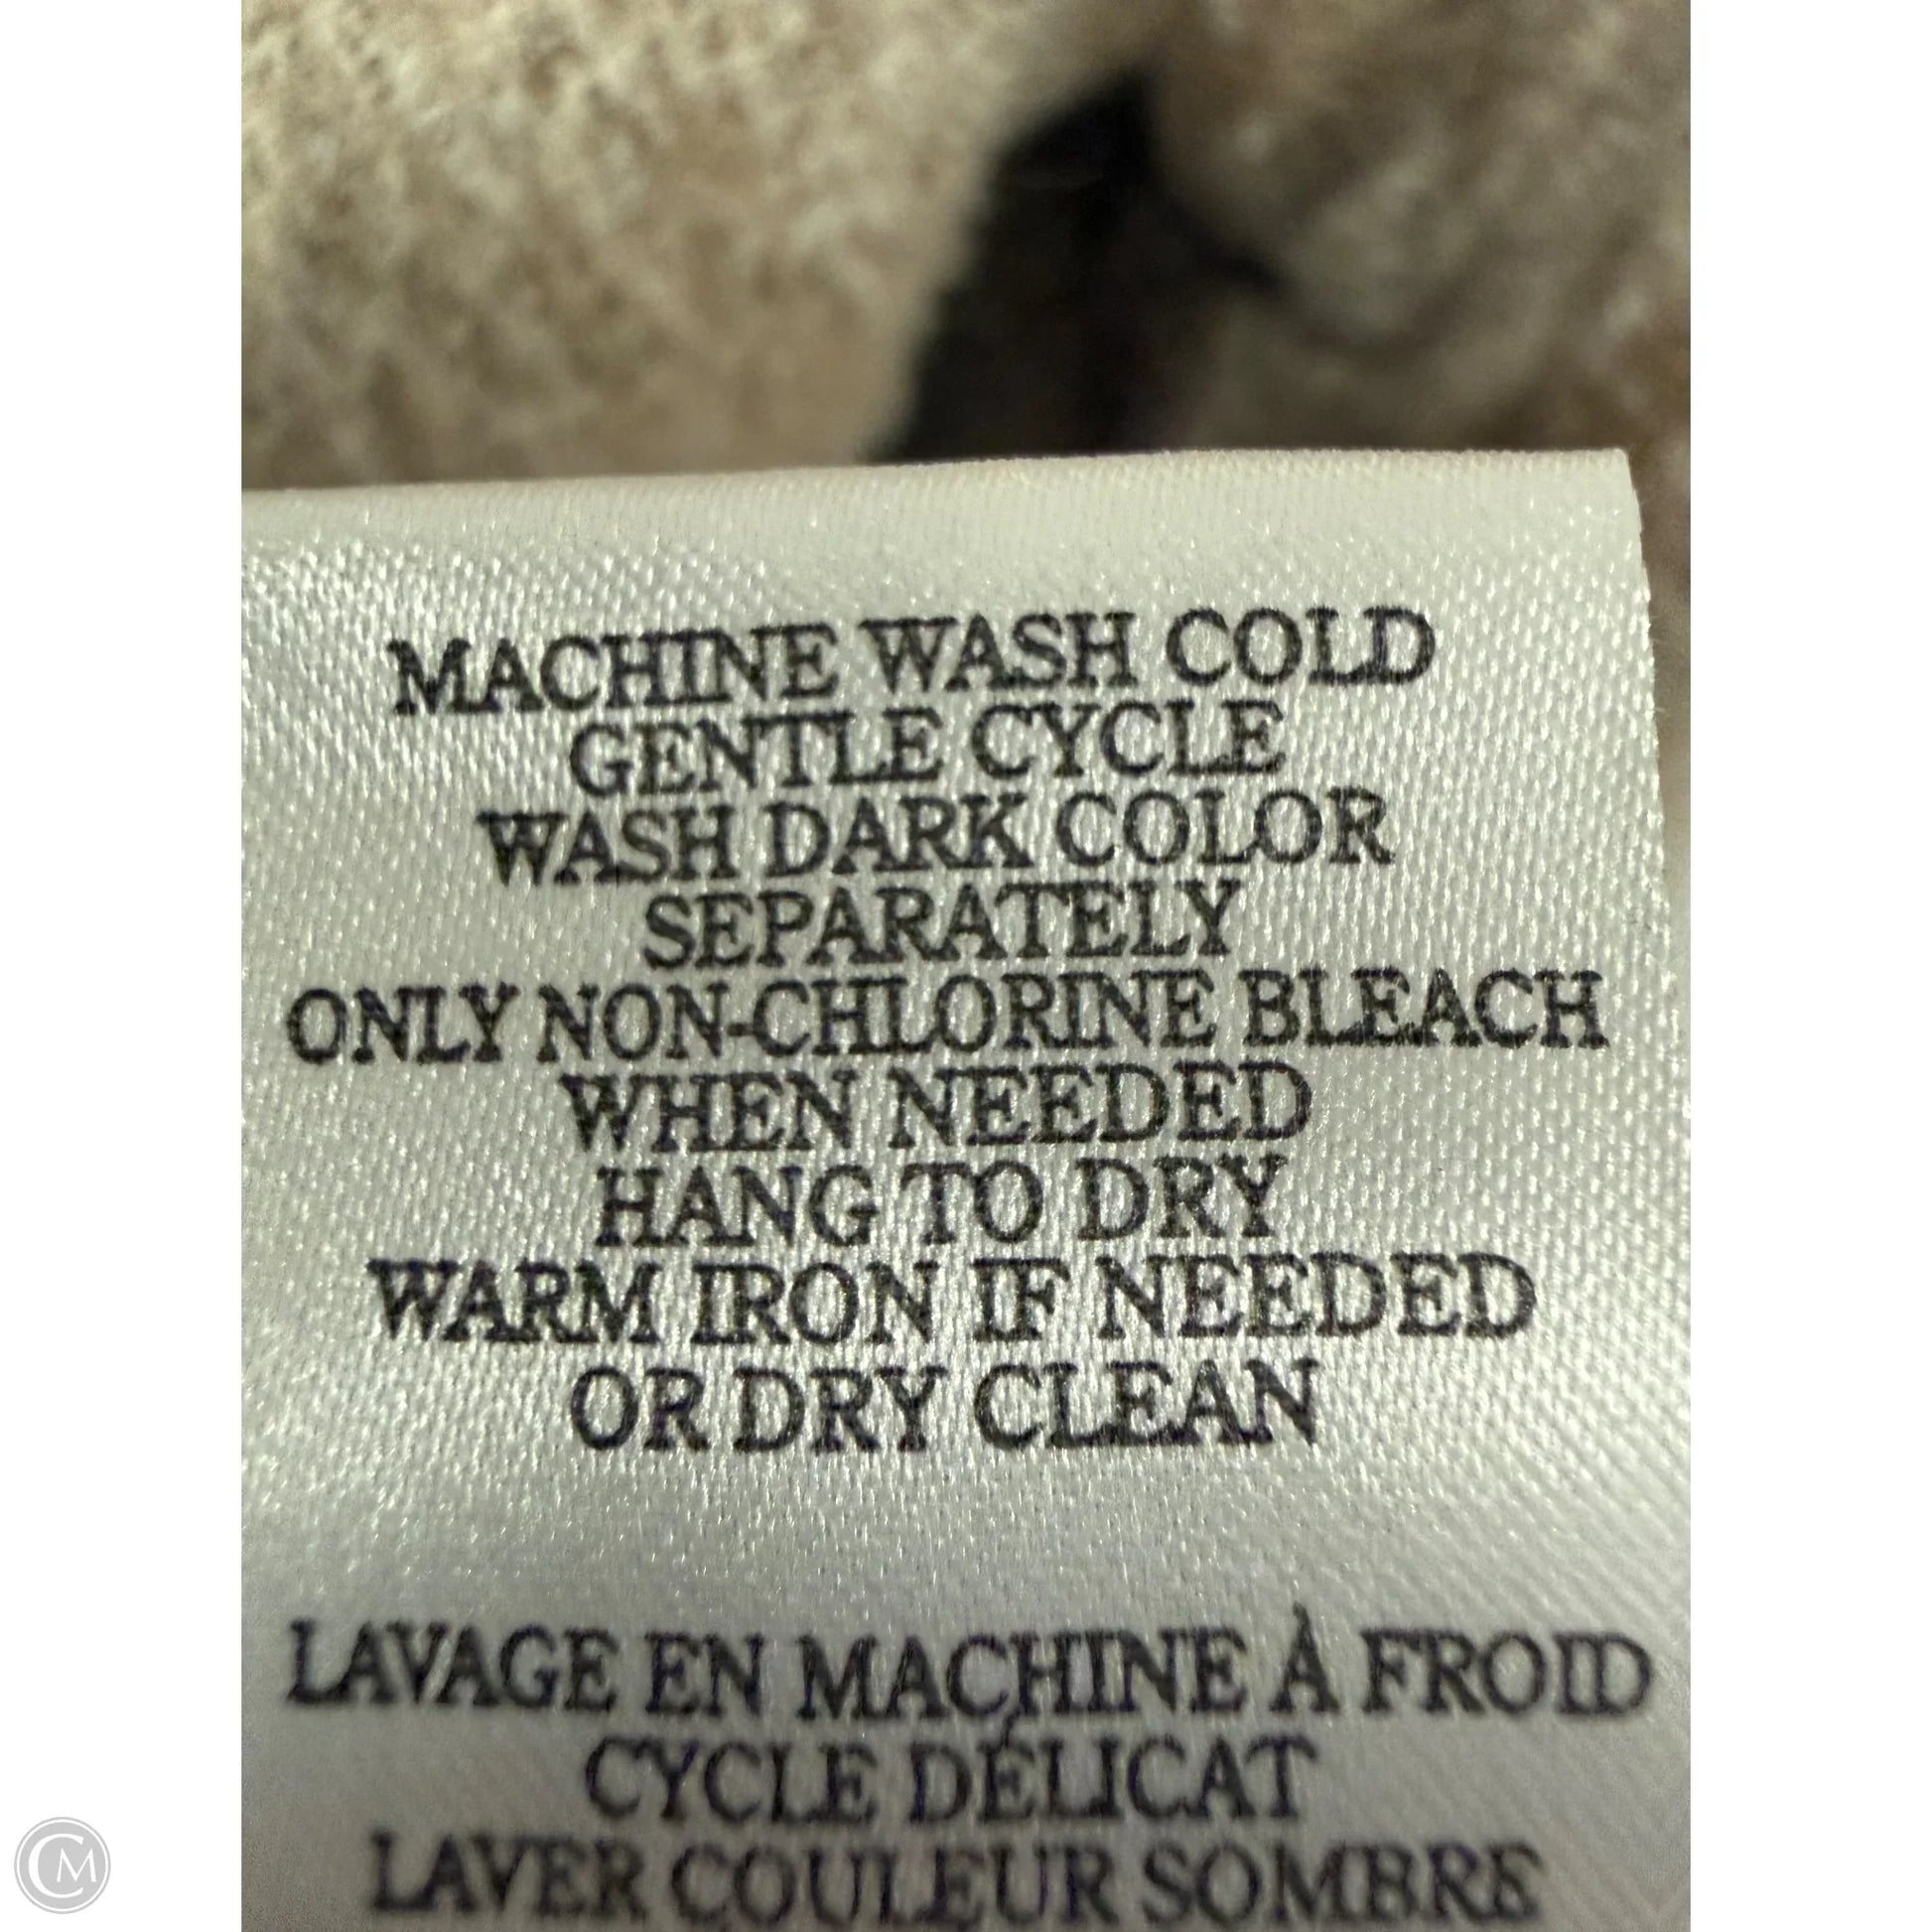 MACHINE WASH COLD
GENTLE CYCLE
WASH DARK COLOR
SEPARATELY
ONLY NON-CHLORINE BLEACH
WHEN NEEDED
HANG TO DRY
WARM IRON IF NEEDED
OR DRY CLEAN
LAVAGE EN MACHINE À FROID
CYCLE DÉLICAT
LAVER COULEUR SOMBRE
CM